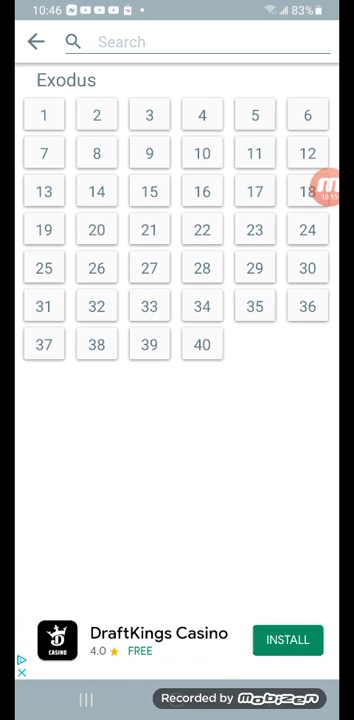 10:46 83%
Search
Exodus
1 2 3 4 5 6
7 8 9 10 11 12
13 14 15 16 17 18
19 20 21 22 23 24
25 26 27 28 29 30
31 32 33 34 35 36
37 38 39 40
DraftKings Casino
4.0 ★ FREE
INSTALL
CASINO
Recorded by mobizen